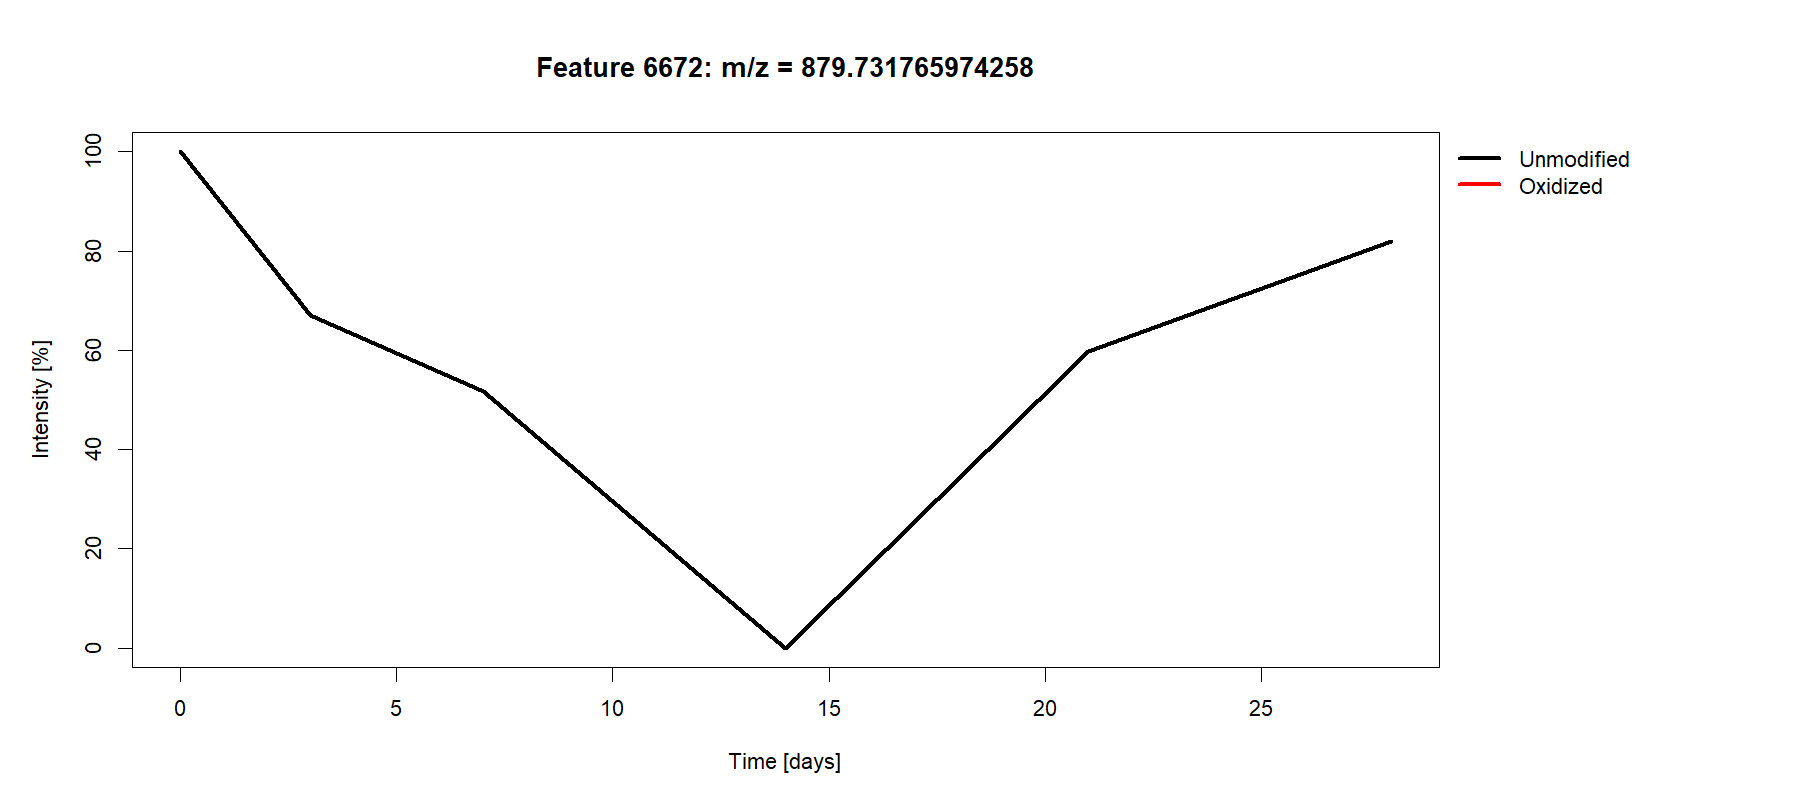 Feature 6672: m/z = 879.731765974258
Unmodified
Oxidized
Intensity [%]
100
80
60
40
20
0
0 5 10 15 20 25
Time [days]